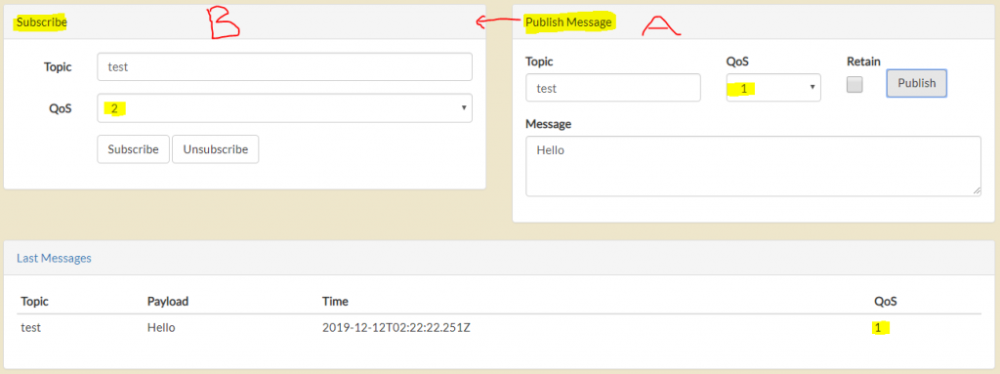 Subscribe B
Topic test
QoS 2
Subscribe Unsubscribe
Publish Message A
Topic QoS Retain
test 1 Publish
Message
Hello
Last Messages
Topic Payload Time QoS
test Hello 2019-12-12T02:22:22.251Z 1